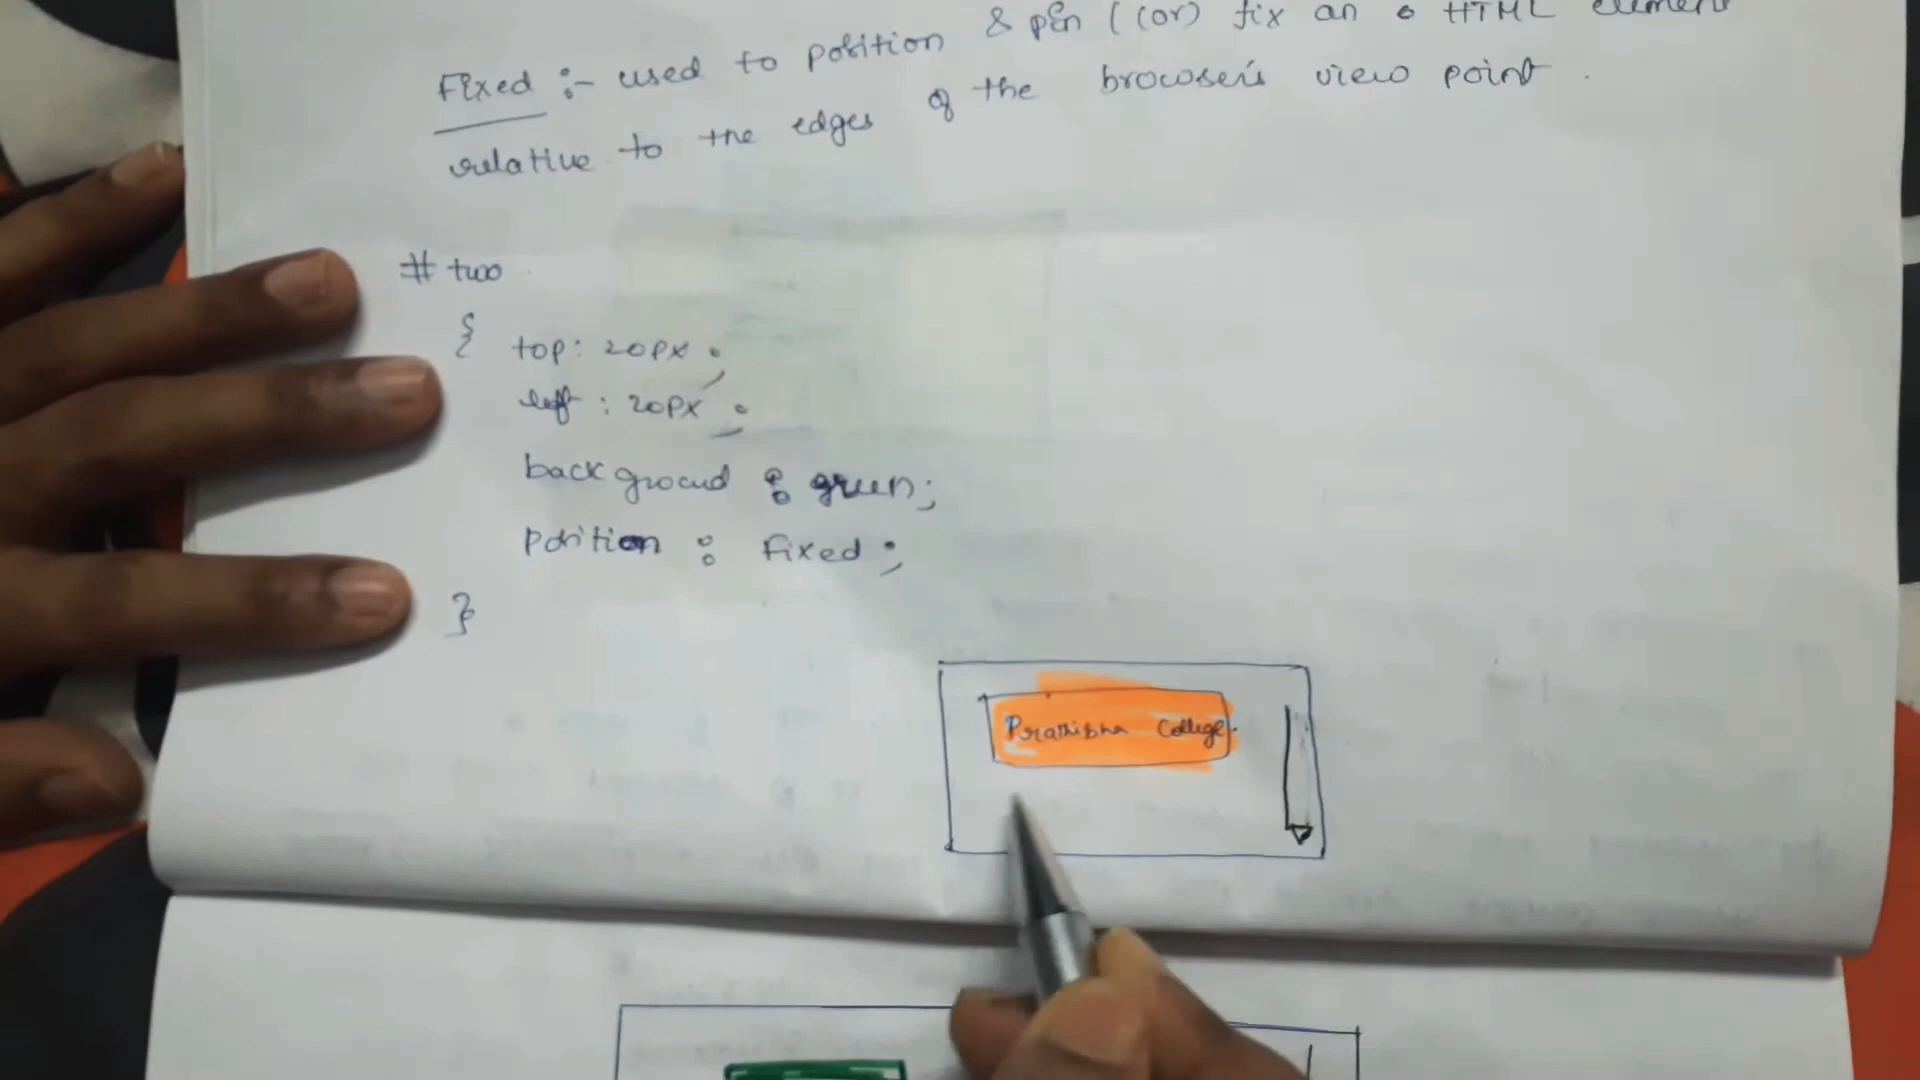 Fixed :- used to position & pin ((or) fix an HTML element
relative to the edges of the browser's view point.
# two
{ top: 20px;
left : 20px;
background : green;
position : Fixed;
}
Prathibha College